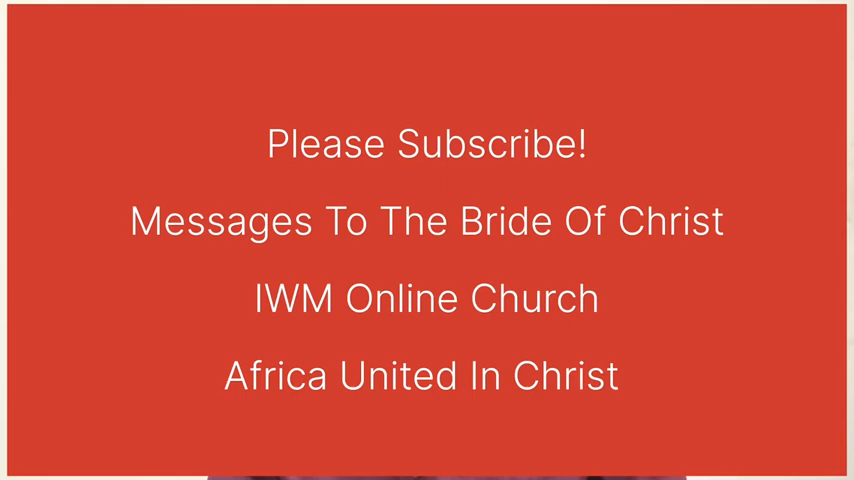 Please Subscribe!
Messages To The Bride Of Christ
IWM Online Church
Africa United In Christ